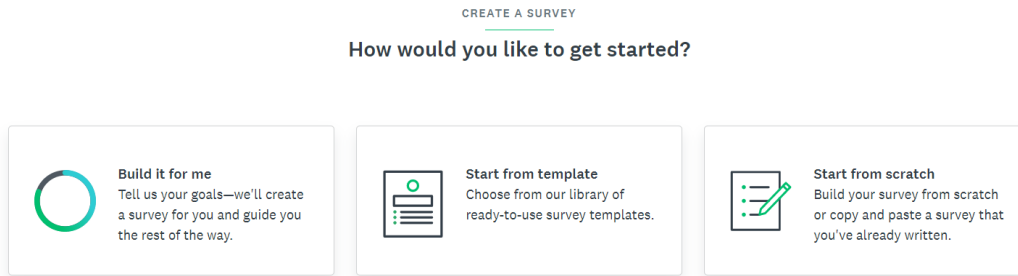 CREATE A SURVEY
How would you like to get started?
Build it for me
Tell us your goals—we'll create
a survey for you and guide you
the rest of the way.
Start from template
Choose from our library of
ready-to-use survey templates.
Start from scratch
Build your survey from scratch
or copy and paste a survey that
you've already written.